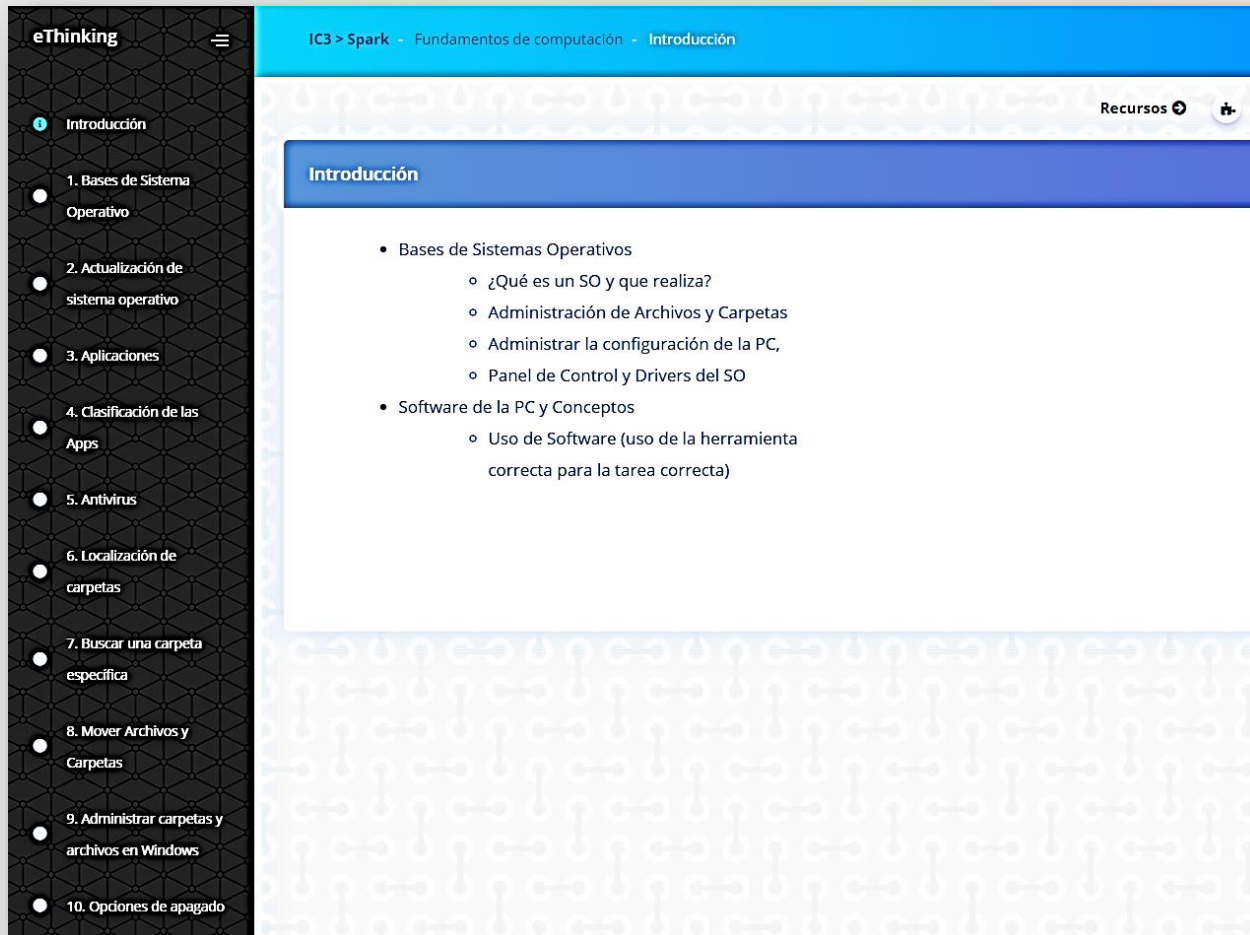 eThinking
Introducción
1. Bases de Sistema
Operativo
2. Actualización de
sistema operativo
3. Aplicaciones
4. Clasificación de las
Apps
5. Antivirus
6. Localización de
carpetas
7. Buscar una carpeta
específica
8. Mover Archivos y
Carpetas
9. Administrar carpetas y
archivos en Windows
10. Opciones de apagado
IC3 > Spark - Fundamentos de computación - Introducción
Recursos
Introducción
Bases de Sistemas Operativos
¿Qué es un SO y que realiza?
Administración de Archivos y Carpetas
Administrar la configuración de la PC,
Panel de Control y Drivers del SO
Software de la PC y Conceptos
Uso de Software (uso de la herramienta
correcta para la tarea correcta)